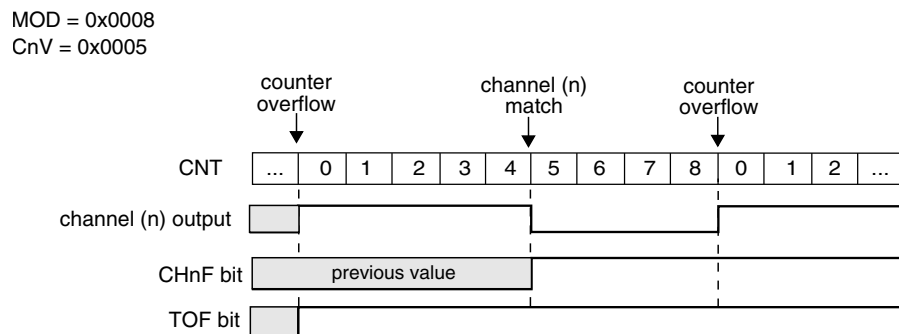 MOD = 0x0008
CnV = 0x0005
counter overflow
channel (n) match
counter overflow
CNT ... 0 1 2 3 4 5 6 7 8 0 1 2 ...
channel (n) output
CHnF bit previous value
TOF bit